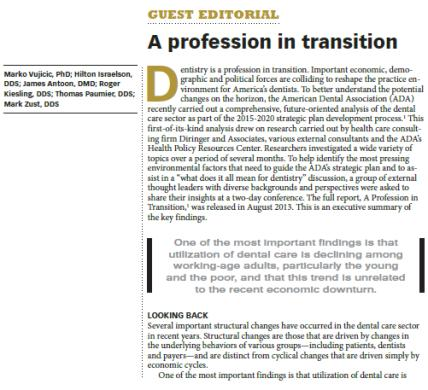 GUEST EDITORIAL
A profession in transition
Marko Vujicic, PhD; Hilton Israelson,
DDS; James Antoon, DMD; Roger
Kiesling, DDS; Thomas Paumier, DDS;
Mark Zust, DDS
Dentistry is a profession in transition. Important economic, demo-
graphic and political forces are colliding to reshape the practice en-
vironment for America's dentists. To better understand the potential
changes on the horizon, the American Dental Association (ADA)
recently carried out a comprehensive, future-oriented analysis of the dental
care sector as part of the 2015-2020 strategic plan development process.¹ This
first-of-its-kind analysis drew on research carried out by health care consult-
ing firm Diringer and Associates, various external consultants and the ADA's
Health Policy Resources Center. Researchers investigated a wide variety of
topics over a period of several months. To help identify the most pressing
environmental factors that need to guide the ADA's strategic plan and to as-
sist in a "what does it all mean for dentistry" discussion, a group of external
thought leaders with diverse backgrounds and perspectives were asked to
share their insights at a two-day conference. The full report, A Profession in
Transition,¹ was released in August 2013. This is an executive summary of
the key findings.
One of the most important findings is that
utilization of dental care is declining among
working-age adults, particularly the young
and the poor, and that this trend is unrelated
to the recent economic downturn.
LOOKING BACK
Several important structural changes have occurred in the dental care sector
in recent years. Structural changes are those that are driven by changes in
the underlying behaviors of various groups—including patients, dentists
and payers—and are distinct from cyclical changes that are driven simply by
economic cycles.
One of the most important findings is that utilization of dental care is